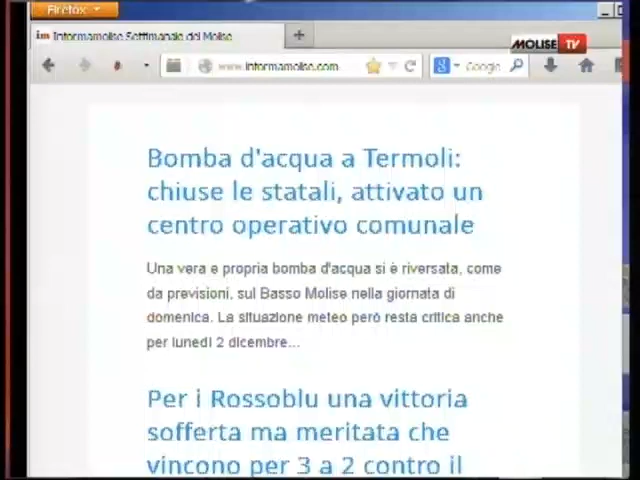 Firefox
im Informamolise Settimanale del Molise
MOLISE TV
www.informamolise.com
Google
Bomba d'acqua a Termoli:
chiuse le statali, attivato un
centro operativo comunale
Una vera e propria bomba d'acqua si è riversata, come
da previsioni, sul Basso Molise nella giornata di
domenica. La situazione meteo però resta critica anche
per lunedì 2 dicembre...
Per i Rossoblu una vittoria
sofferta ma meritata che
vincono per 3 a 2 contro il